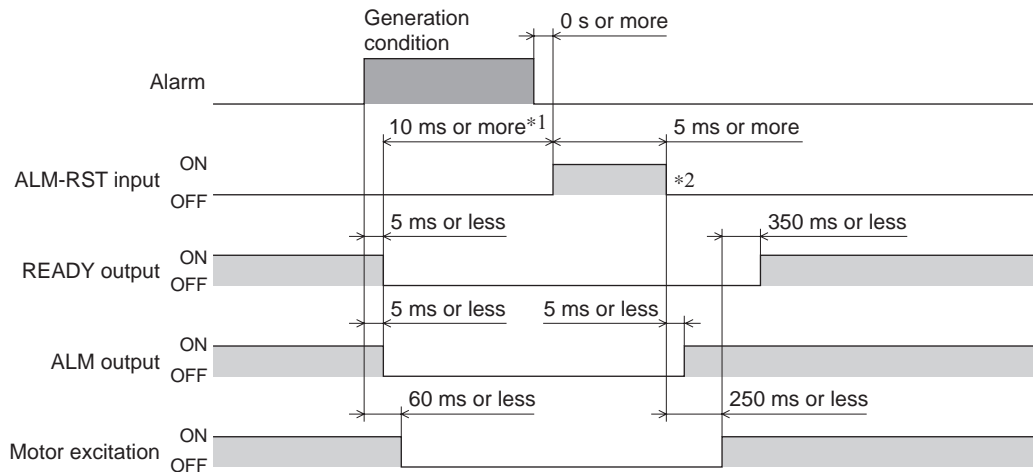 Generation
condition
0 s or more
Alarm
10 ms or more*1
5 ms or more
ON
ALM-RST input
OFF
*2
5 ms or less
350 ms or less
ON
READY output
OFF
5 ms or less
5 ms or less
ON
ALM output
OFF
60 ms or less
250 ms or less
ON
Motor excitation
OFF